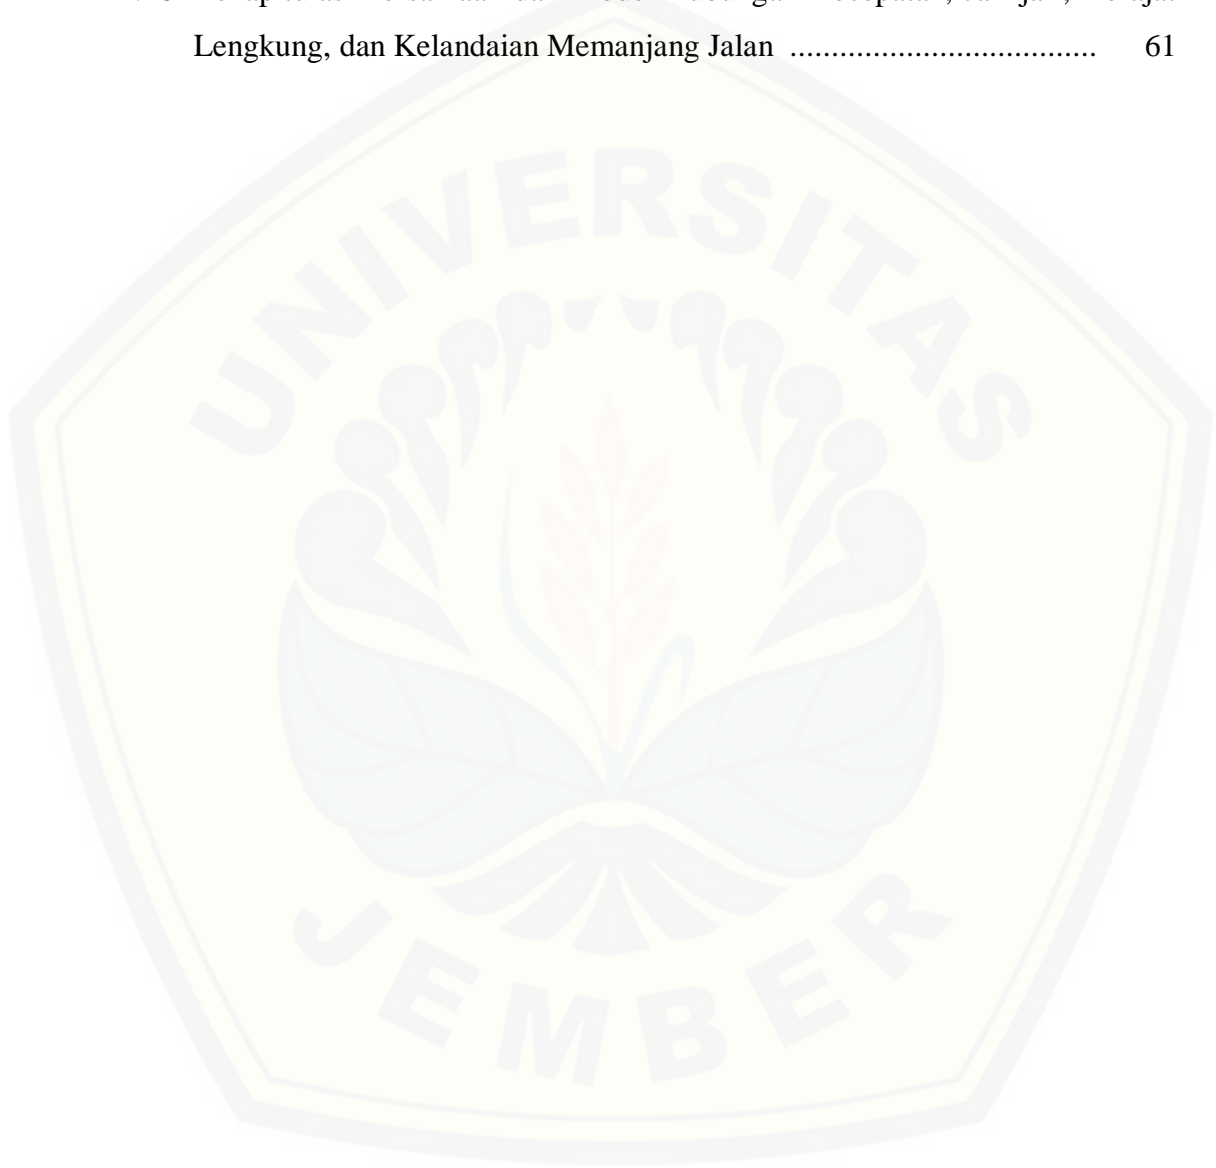 Lengkung, dan Kelandaian Memanjang Jalan ..................................... 61
UNIVERSITAS
JEMBER